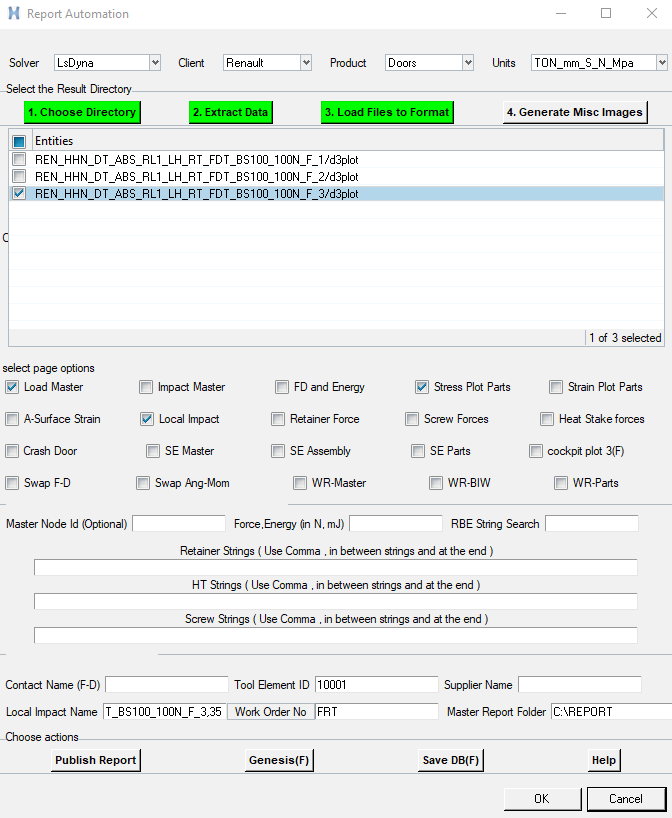 Report Automation
Solver LsDyna Client Renault Product Doors Units TON_mm_S_N_Mpa
Select the Result Directory
1. Choose Directory 2. Extract Data 3. Load Files to Format 4. Generate Misc Images
Entities
REN_HHN_DT_ABS_RL1_LH_RT_FDT_BS100_100N_F_1/d3plot
REN_HHN_DT_ABS_RL1_LH_RT_FDT_BS100_100N_F_2/d3plot
REN_HHN_DT_ABS_RL1_LH_RT_FDT_BS100_100N_F_3/d3plot
1 of 3 selected
select page options
Load Master Impact Master FD and Energy Stress Plot Parts Strain Plot Parts
A-Surface Strain Local Impact Retainer Force Screw Forces Heat Stake forces
Crash Door SE Master SE Assembly SE Parts cockpit plot 3(F)
Swap F-D Swap Ang-Mom WR-Master WR-BIW WR-Parts
Master Node Id (Optional) Force,Energy (in N, mJ) RBE String Search
Retainer Strings ( Use Comma , in between strings and at the end )
HT Strings ( Use Comma , in between strings and at the end )
Screw Strings ( Use Comma , in between strings and at the end )
Contact Name (F-D) Tool Element ID 10001 Supplier Name
Local Impact Name T_BS100_100N_F_3,35 Work Order No FRT Master Report Folder C:\REPORT
Choose actions
Publish Report Genesis(F) Save DB(F) Help
OK Cancel